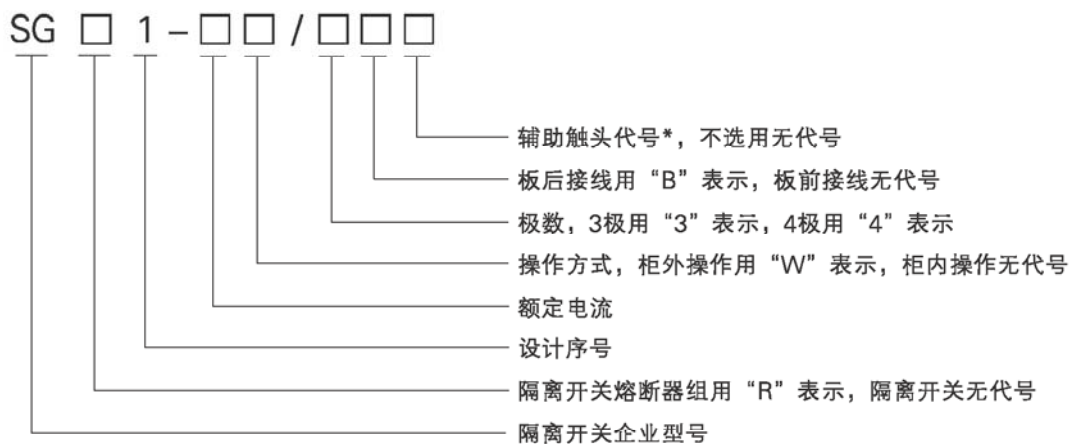 SG □ 1-□□/□□□
辅助触头代号*，不选用无代号
板后接线用“B”表示，板前接线无代号
极数，3极用“3”表示，4极用“4”表示
操作方式，柜外操作用“W”表示，柜内操作无代号
额定电流
设计序号
隔离开关熔断器组用“R”表示，隔离开关无代号
隔离开关企业型号